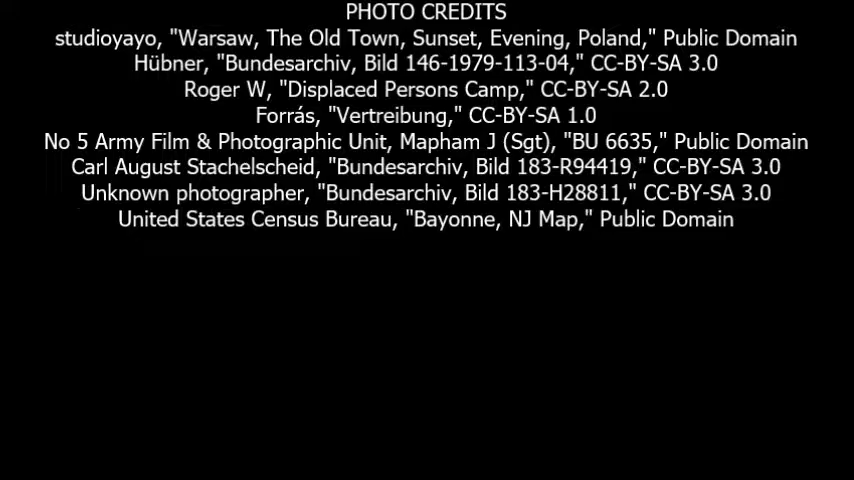 PHOTO CREDITS
studioyayo, "Warsaw, The Old Town, Sunset, Evening, Poland," Public Domain
Hübner, "Bundesarchiv, Bild 146-1979-113-04," CC-BY-SA 3.0
Roger W, "Displaced Persons Camp," CC-BY-SA 2.0
Forrás, "Vertreibung," CC-BY-SA 1.0
No 5 Army Film & Photographic Unit, Mapham J (Sgt), "BU 6635," Public Domain
Carl August Stachelscheid, "Bundesarchiv, Bild 183-R94419," CC-BY-SA 3.0
Unknown photographer, "Bundesarchiv, Bild 183-H28811," CC-BY-SA 3.0
United States Census Bureau, "Bayonne, NJ Map," Public Domain